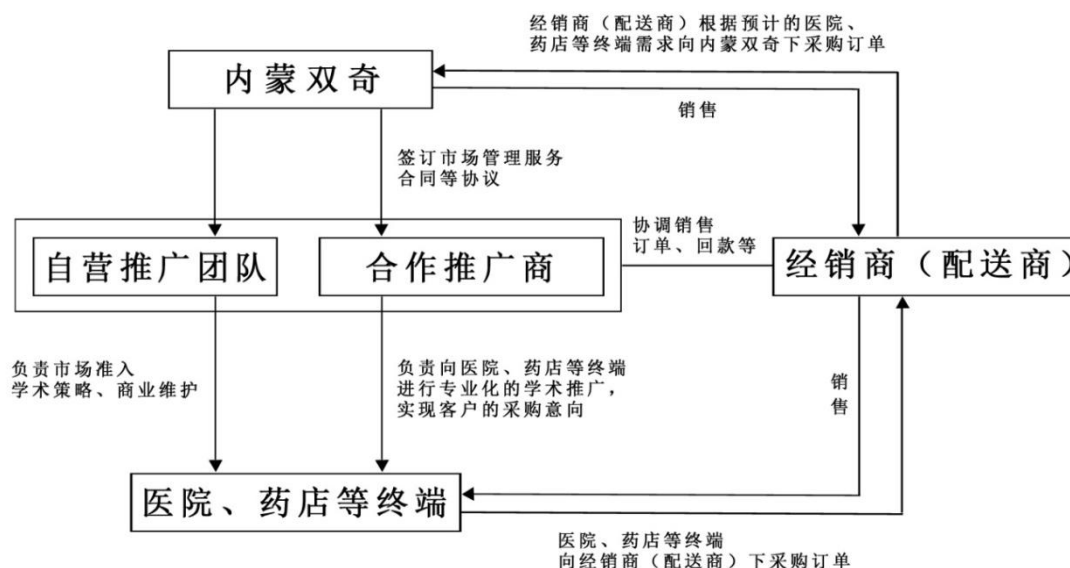 经销商（配送商）根据预计的医院、
药店等终端需求向内蒙双奇下采购订单
内蒙双奇
销售
签订市场管理服务
合同等协议
协调销售
订单、回款等
自营推广团队
合作推广商
经销商（配送商）
负责市场准入
学术策略、商业维护
负责向医院、药店等终端
进行专业化的学术推广，
实现客户的采购意向
销
售
医院、药店等终端
医院、药店等终端
向经销商（配送商）下采购订单